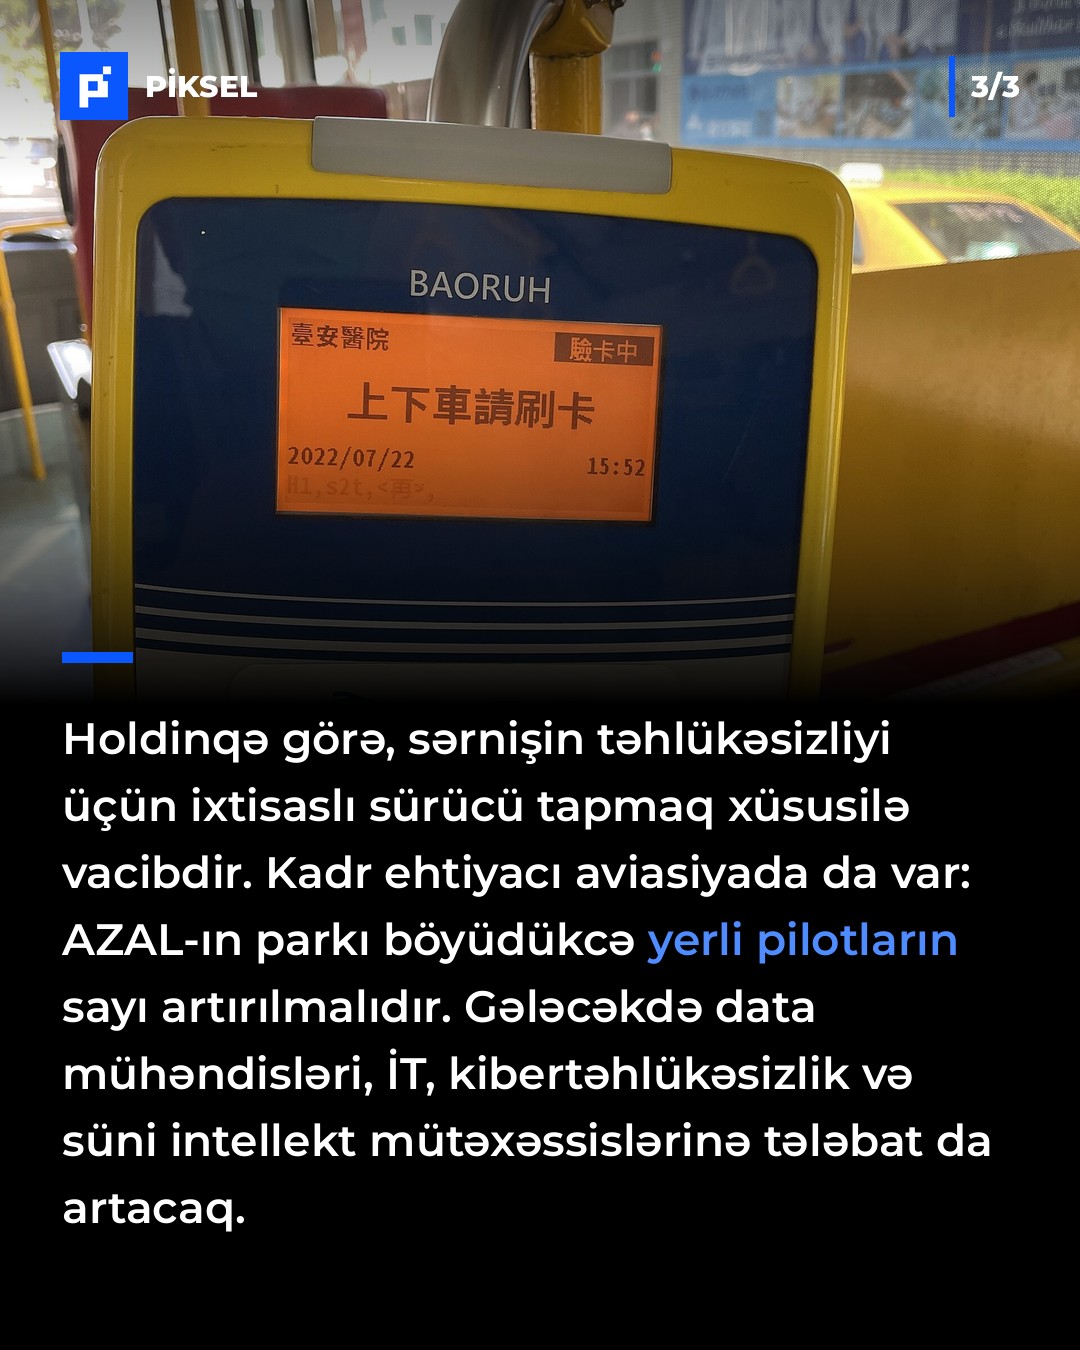 PİKSEL
3/3
BAORUH
臺安醫院
驗卡中
上下車請刷卡
2022/07/22
15:52
Holdinqə görə, sərnişin təhlükəsizliyi
üçün ixtisaslı sürücü tapmaq xüsusilə
vacibdir. Kadr ehtiyacı aviasiyada da var:
AZAL-ın parkı böyüdükcə yerli pilotların
sayı artırılmalıdır. Gələcəkdə data
mühəndisləri, İT, kibertəhlükəsizlik və
süni intellekt mütəxəssislərinə tələbat da
artacaq.